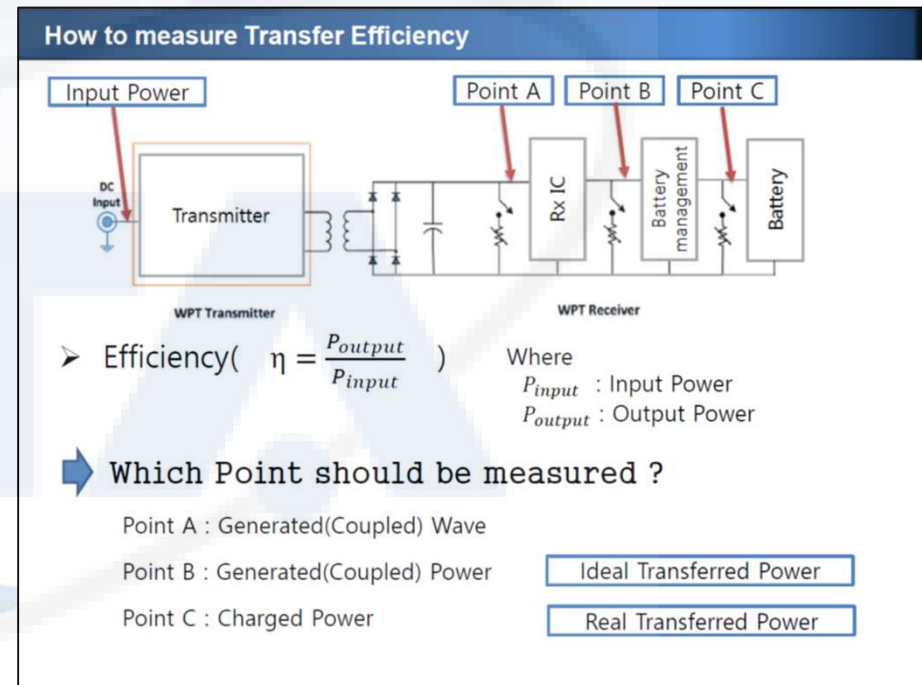 How to measure Transfer Efficiency
Input Power
Point A
Point B
Point C
DC
Input
Transmitter
Rx IC
Battery
management
Battery
WPT Transmitter
WPT Receiver
➢ Efficiency( η = P_output / P_input )
Where
P_input : Input Power
P_output : Output Power
Which Point should be measured ?
Point A : Generated(Coupled) Wave
Point B : Generated(Coupled) Power
Ideal Transferred Power
Point C : Charged Power
Real Transferred Power